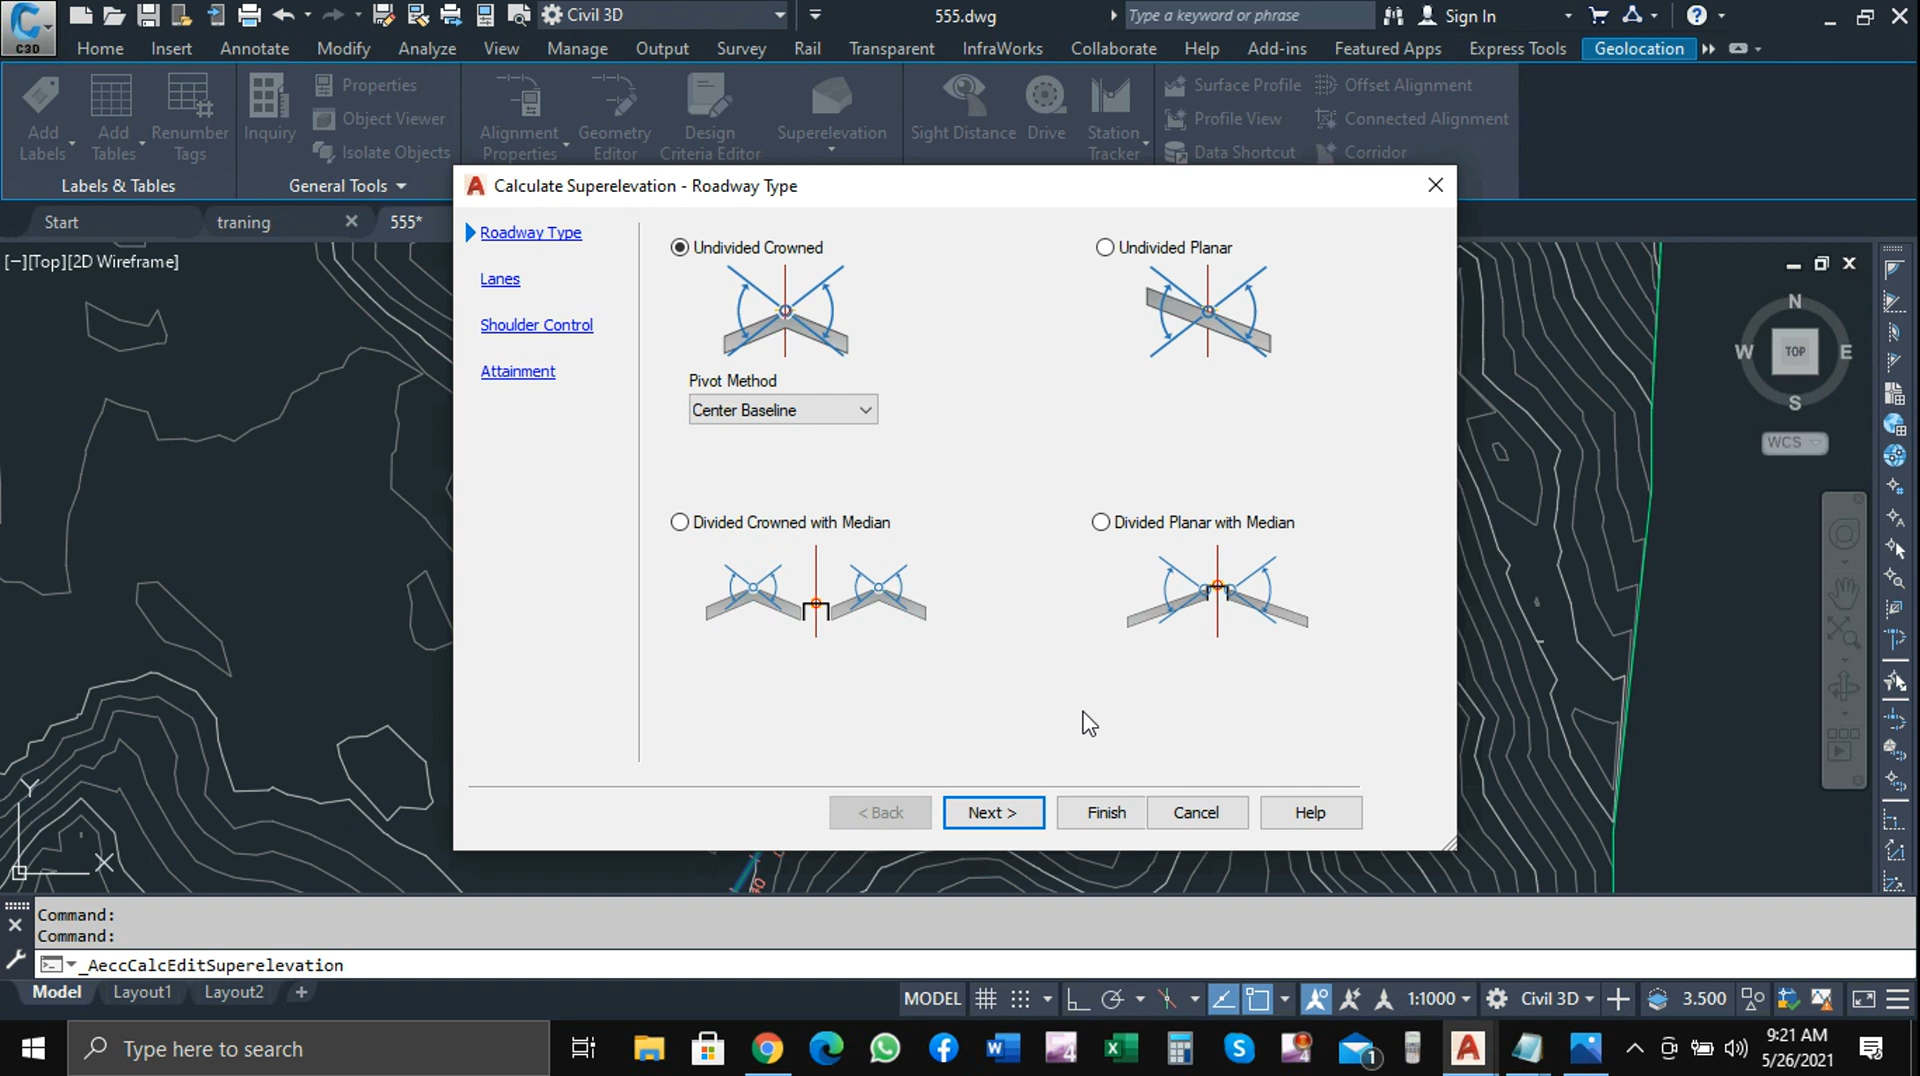 C3D
Civil 3D
555.dwg
Type a keyword or phrase
Sign In
Home Insert Annotate Modify Analyze View Manage Output Survey Rail Transparent InfraWorks Collaborate Help Add-ins Featured Apps Express Tools Geolocation
Add Labels
Add Tables
Renumber Tags
Inquiry
Properties
Object Viewer
Isolate Objects
Alignment Properties
Geometry Editor
Design Criteria Editor
Superelevation
Sight Distance
Drive
Station Tracker
Surface Profile
Profile View
Data Shortcut
Offset Alignment
Connected Alignment
Corridor
Labels & Tables
General Tools
Start
traning
555*
[−][Top][2D Wireframe]
Calculate Superelevation - Roadway Type
Roadway Type
Lanes
Shoulder Control
Attainment
Undivided Crowned
Undivided Planar
Pivot Method
Center Baseline
Divided Crowned with Median
Divided Planar with Median
< Back
Next >
Finish
Cancel
Help
N
W TOP E
S
WCS
Y
X
Command:
Command:
_AeccCalcEditSuperelevation
Model Layout1 Layout2 +
MODEL
1:1000
Civil 3D
3.500
Type here to search
9:21 AM
5/26/2021